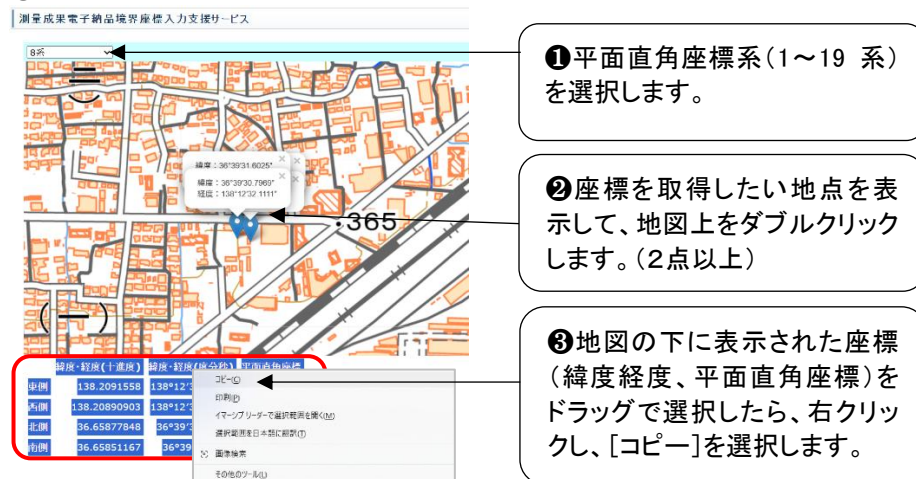 測量成果電子納品境界座標入力支援サービス
8系
❶平面直角座標系(1～19 系)
を選択します。
緯度：36°39'31.6025"
緯度：36°39'30.7969"
経度：138°12'32.1111"
・365
❷座標を取得したい地点を表
示して、地図上をダブルクリック
します。(2点以上)
緯度・経度(十進度) 緯度・経度(度分秒) 平面直角座標
東側 138.2091558 138°12'3
西側 138.20890903 138°12'3
北側 36.65877848 36°39'3
南側 36.65851167 36°39
コピー(C)
印刷(P)
イマーシブ リーダーで選択範囲を開く(M)
選択範囲を日本語に翻訳(T)
画像検索
その他のツール(L)
❸地図の下に表示された座標
(緯度経度、平面直角座標)を
ドラッグで選択したら、右クリッ
クし、[コピー]を選択します。